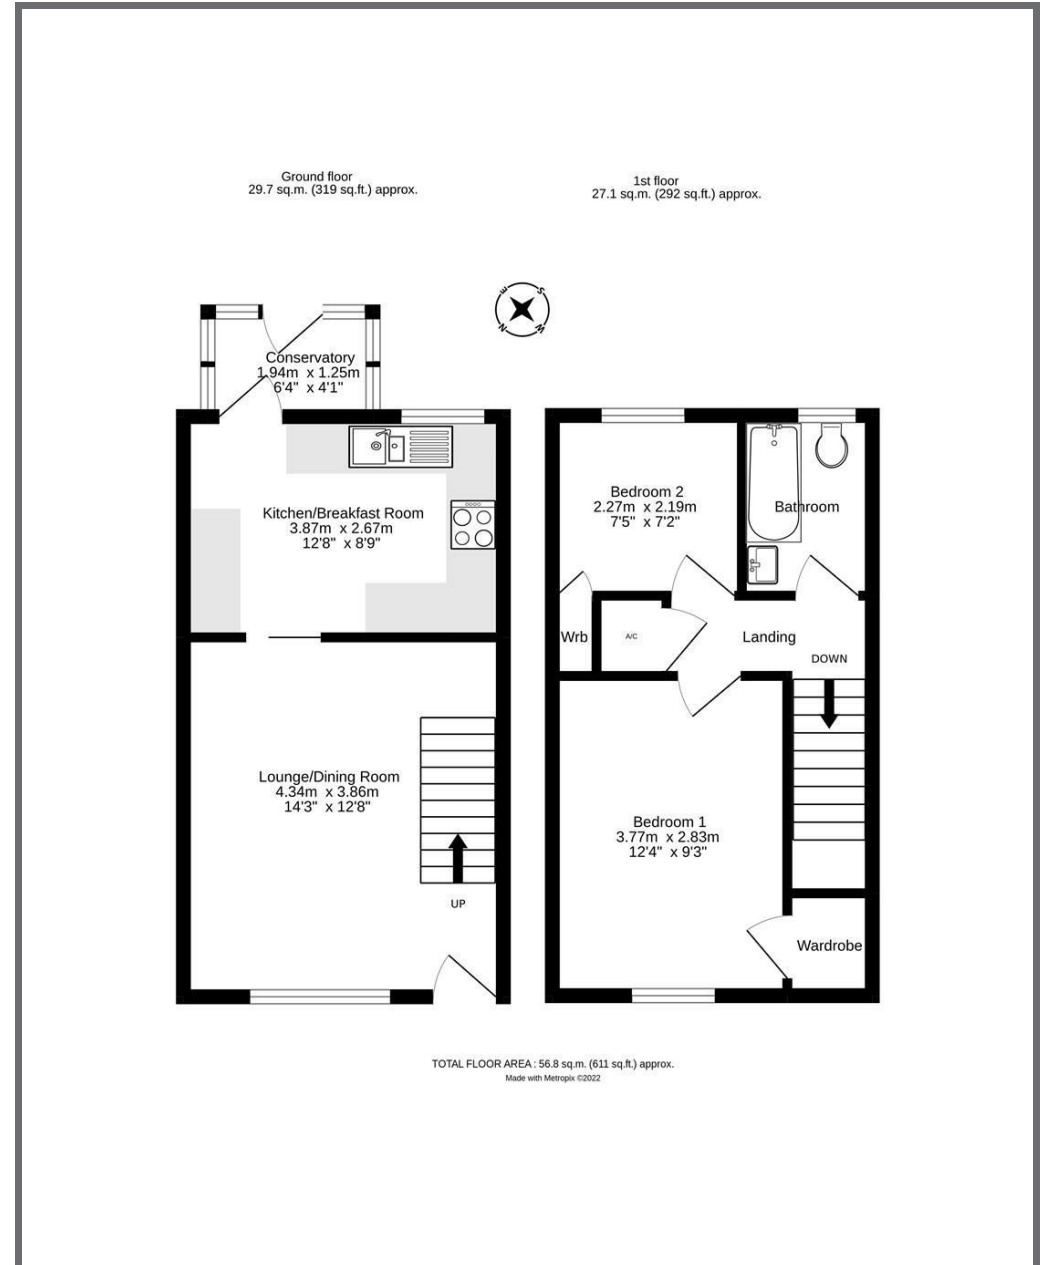 Ground floor
29.7 sq.m. (319 sq.ft.) approx.
1st floor
27.1 sq.m. (292 sq.ft.) approx.
E
S
N
W
Conservatory
1.94m x 1.25m
6'4" x 4'1"
Kitchen/Breakfast Room
3.87m x 2.67m
12'8" x 8'9"
Lounge/Dining Room
4.34m x 3.86m
14'3" x 12'8"
UP
Bedroom 2
2.27m x 2.19m
7'5" x 7'2"
Bathroom
Wrb
A/C
Landing
DOWN
Bedroom 1
3.77m x 2.83m
12'4" x 9'3"
Wardrobe
TOTAL FLOOR AREA : 56.8 sq.m. (611 sq.ft.) approx.
Made with Metropix ©2022